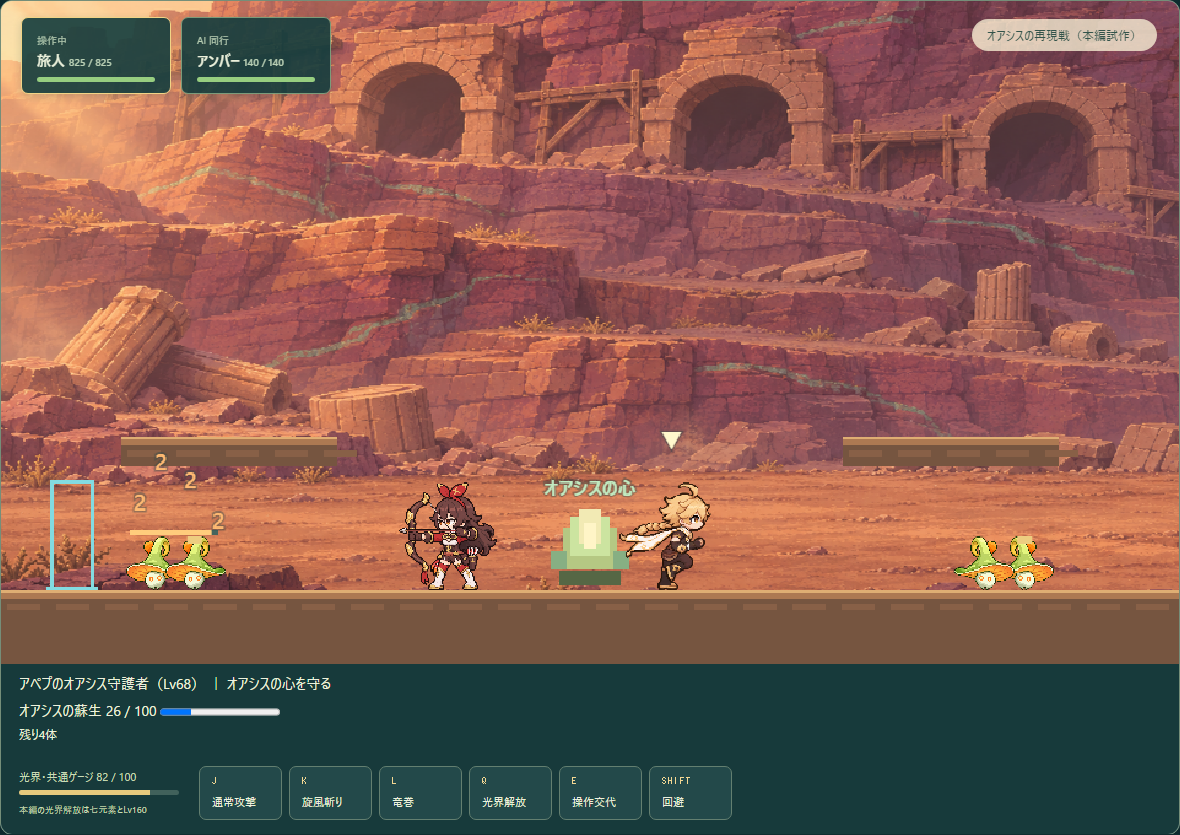 操作中
旅人 825 / 825
AI 同行
アンバー 140 / 140
オアシスの再現戦（本編試作）
2
2
2
2
オアシスの心
アペプのオアシス守護者（Lv68） | オアシスの心を守る
オアシスの蘇生 26 / 100
残り4体
光界・共通ゲージ 82 / 100
本編の光界解放は七元素とLv160
J
通常攻撃
K
旋風斬り
L
竜巻
Q
光界解放
E
操作交代
SHIFT
回避